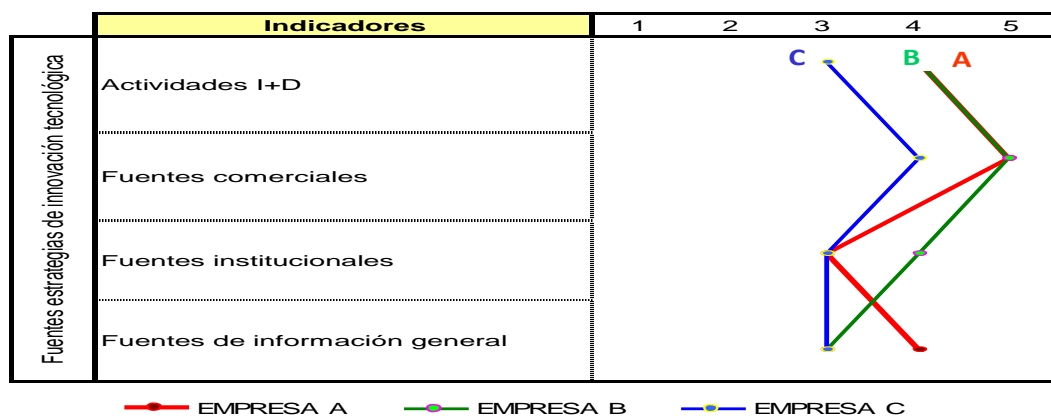 Indicadores 1 2 3 4 5
Fuentes estrategias de innovación tecnológica
C B A
Actividades I+D
Fuentes comerciales
Fuentes institucionales
Fuentes de información general
EMPRESA A EMPRESA B EMPRESA C